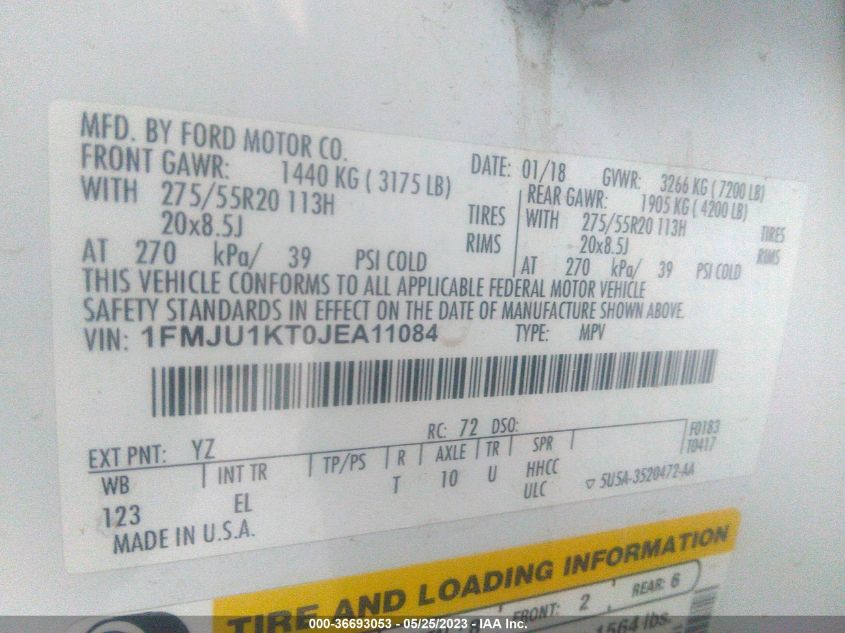 MFD. BY FORD MOTOR CO.
DATE: 01/18 GVWR: 3266 KG (7200 LB)
FRONT GAWR: 1440 KG (3175 LB)
REAR GAWR: 1905 KG (4200 LB)
WITH 275/55R20 113H TIRES
WITH 275/55R20 113H TIRES
20x8.5J RIMS
20x8.5J RIMS
AT 270 kPa/ 39 PSI COLD
AT 270 kPa/ 39 PSI COLD
THIS VEHICLE CONFORMS TO ALL APPLICABLE FEDERAL MOTOR VEHICLE
SAFETY STANDARDS IN EFFECT ON THE DATE OF MANUFACTURE SHOWN ABOVE.
VIN: 1FMJU1KT0JEA11084 TYPE: MPV
EXT PNT: YZ RC: 72 DSO: F0183
WB INT TR TP/PS R AXLE TR SPR T0417
123 EL T 10 U HHCC
ULC 5U5A-3520472-AA
MADE IN U.S.A.
TIRE AND LOADING INFORMATION
FRONT: 2 REAR: 6
1564 lbs.
000-36693053 - 05/25/2023 - IAA Inc.